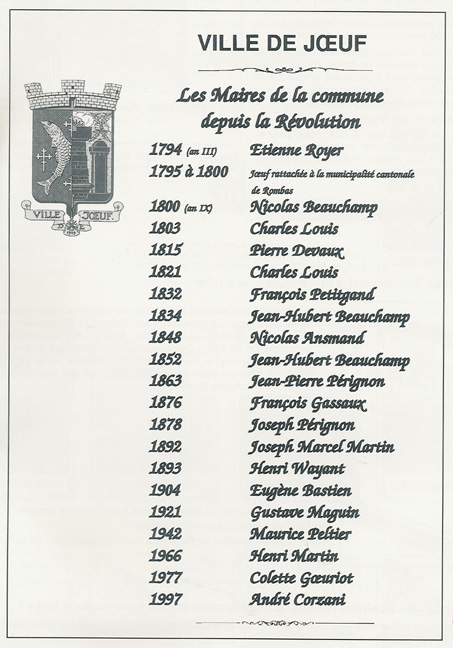 VILLE DE JŒUF
Les Maires de la commune
depuis la Révolution
VILLE JŒUF
1794 (an III) Etienne Royer
1795 à 1800 Jœuf rattachée à la municipalité cantonale
de Rombas
1800 (an IX) Nicolas Beauchamp
1803 Charles Louis
1815 Pierre Devaux
1821 Charles Louis
1832 François Petitgand
1834 Jean-Hubert Beauchamp
1848 Nicolas Ansmand
1852 Jean-Hubert Beauchamp
1863 Jean-Pierre Pérignon
1876 François Gassaux
1878 Joseph Pérignon
1892 Joseph Marcel Martin
1893 Henri Wayant
1904 Eugène Bastien
1921 Gustave Maguin
1942 Maurice Peltier
1966 Henri Martin
1977 Colette Gœuriot
1997 André Corzani